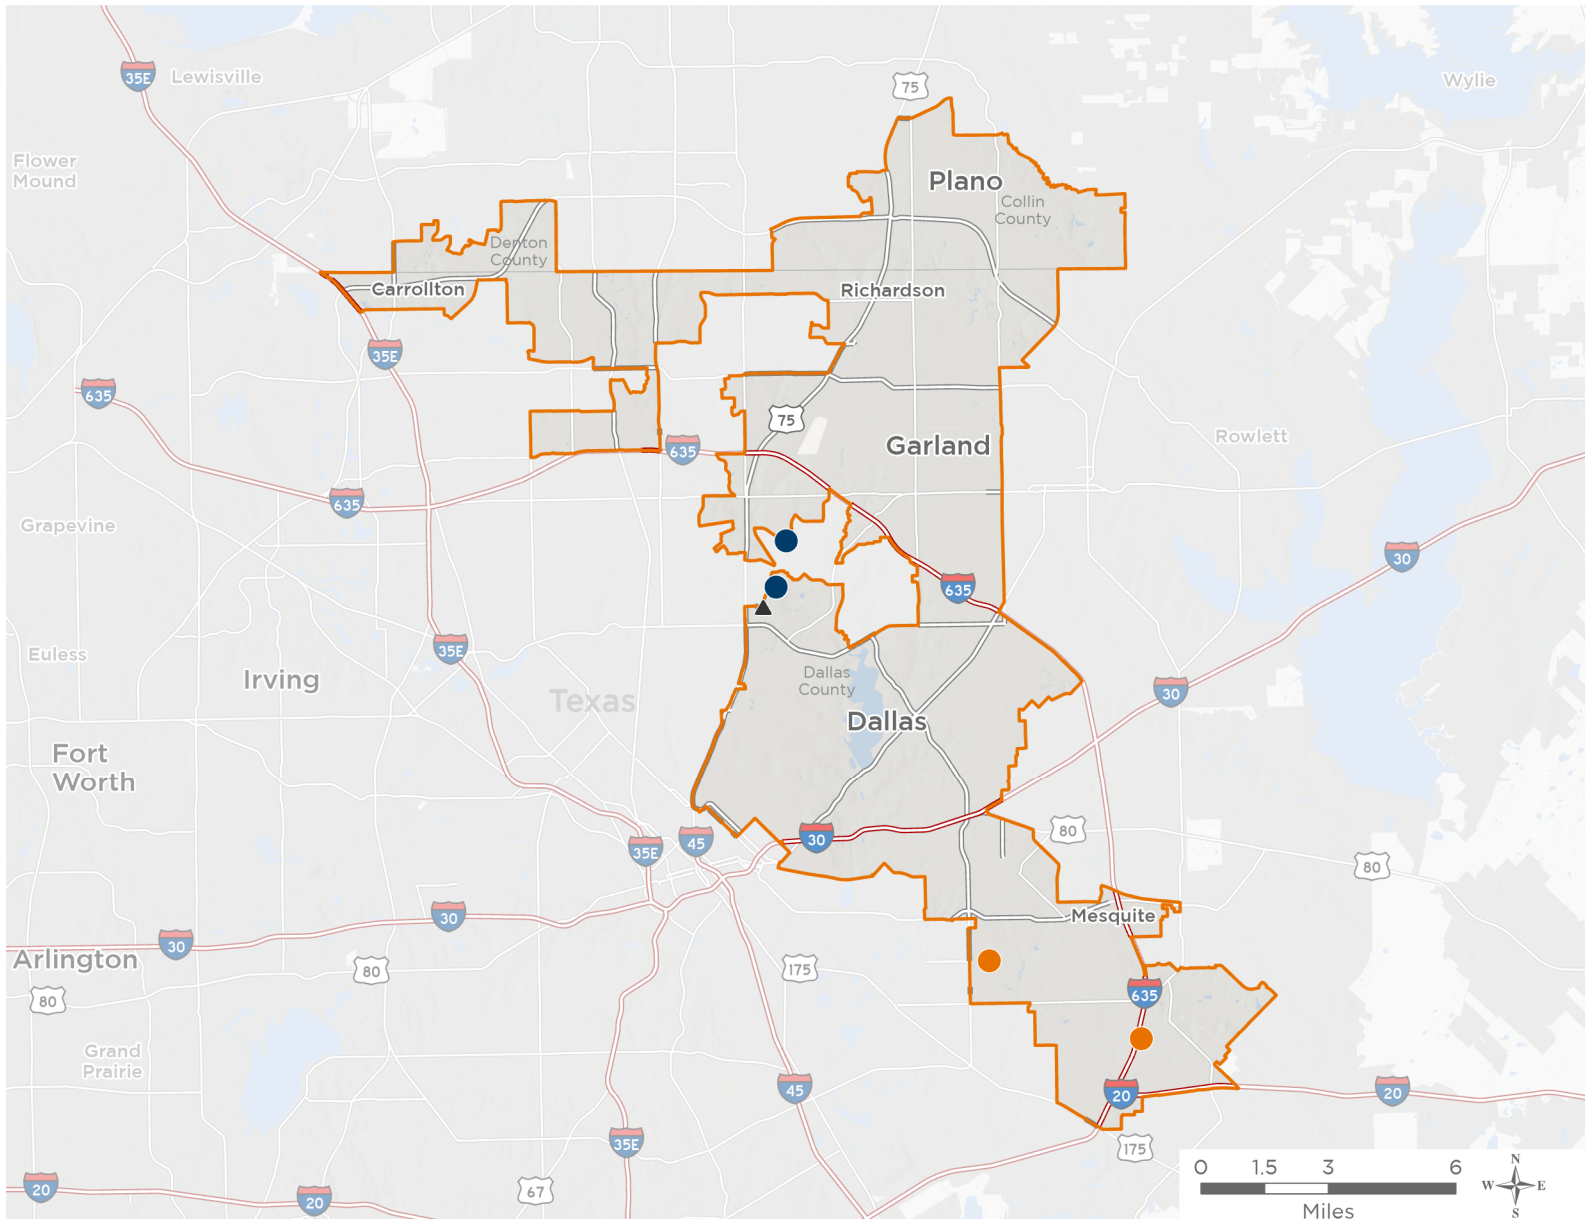 75
35E
Lewisville
Wylie
Flower
Mound
Plano
Collin
County
Denton
County
Carrollton
Richardson
35E
635
75
Garland
Rowlett
635
635
Grapevine
30
635
35E
Euless
Irving
Dallas
County
Texas
30
Dallas
Fort
Worth
30
45
35E
80
80
30
Mesquite
30
Arlington
80
175
80
635
Grand
Prairie
45
20
20
35E
175
20
67
20
0 1.5 3 6
Miles
N
W E
S